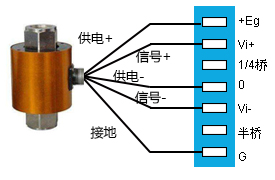 供电+
信号+
供电-
信号-
接地
+Eg
Vi+
1/4桥
0
Vi-
半桥
G